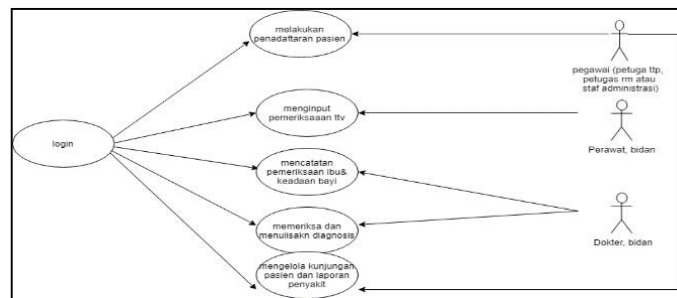 melakukan
penadaftaran pasien
pegawai (petuga ttp,
petugas rm atau
staf administrasi)
menginput
pemeriksaaan ttv
Perawat, bidan
login
mencatatan
pemeriksaan ibu&
keadaan bayi
memeriksa dan
menulisakn diagnosis
Dokter, bidan
mengelola kunjungan
pasien dan laporan
penyakit